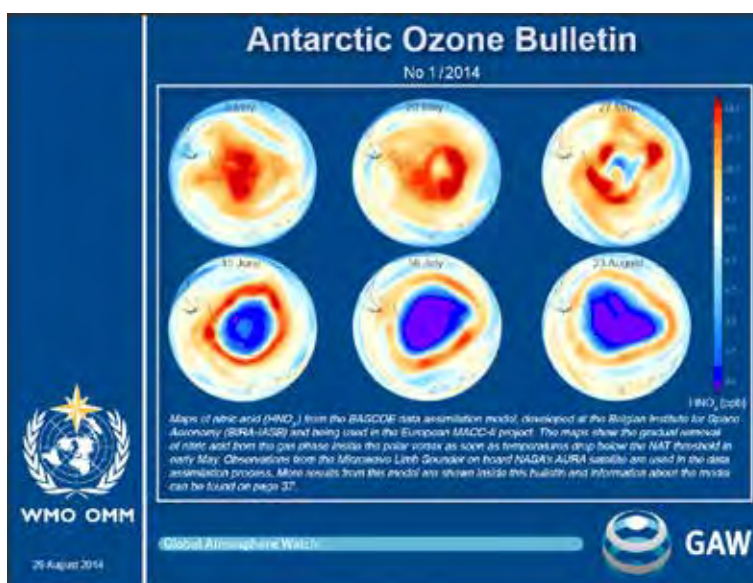 Antarctic Ozone Bulletin
No 1/2014
20 May
27 May
July
23 August
HNO₃ (ppb)
Maps of nitric acid (HNO₃) from the BASCOE data assimilation model, developed at the Belgian Institute for Space
Aeronomy (BIRA-IASB) and being used in the European MACC-II project. The maps show the gradual removal
of nitric acid from the gas phase inside the polar vortex as soon as temperatures drop below the NAT threshold in
early May. Observations from the Microwave Limb Sounder on board NASA's AURA satellite are used in the data
assimilation process. More results from this model are shown inside this bulletin and information about the model
can be found on page 37.
WMO OMM
Global Atmosphere Watch
GAW
29 August 2014